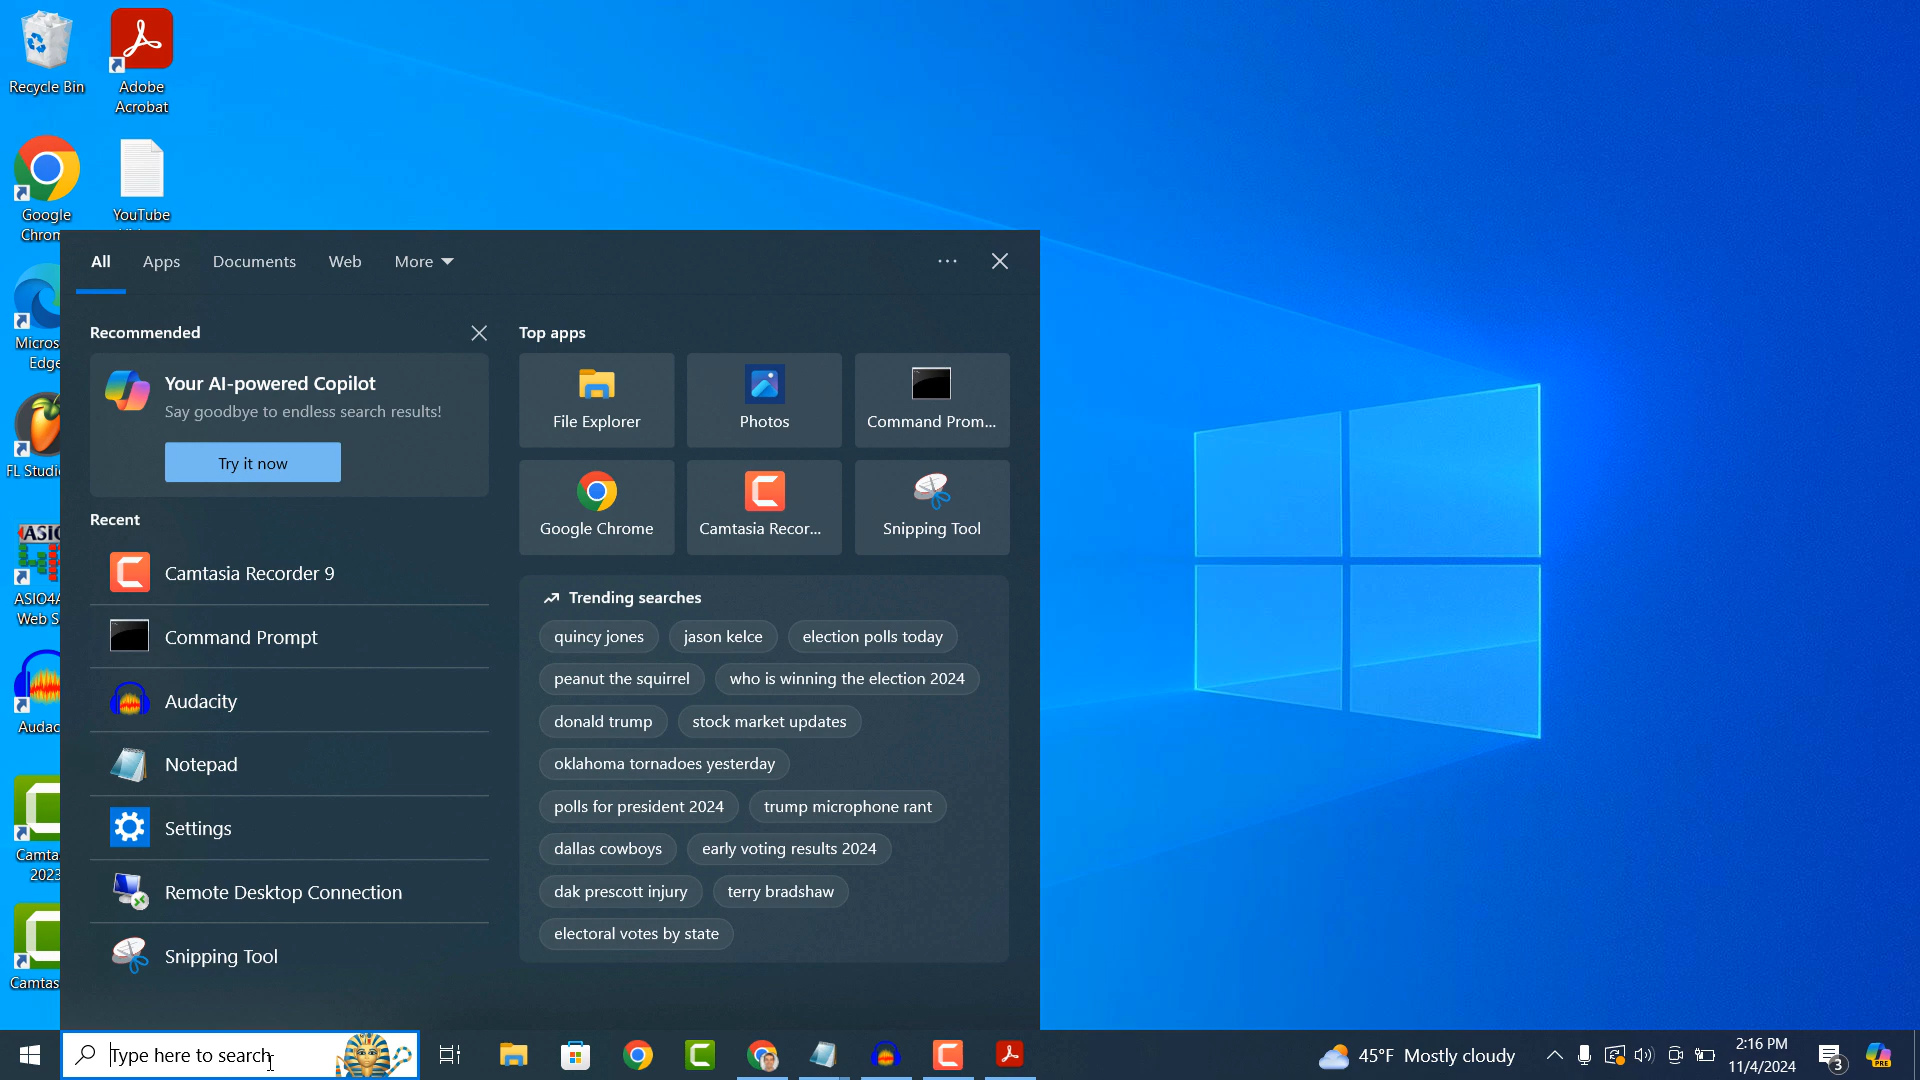 Recycle Bin
Adobe
Acrobat
Google
Chrom
YouTube
Micros
Edge
FL Studi
ASIO
ASIO4A
Web S
Audac
Camta
2023
Camtas
All
Apps
Documents
Web
More
Recommended
Your AI-powered Copilot
Say goodbye to endless search results!
Try it now
Recent
Camtasia Recorder 9
Command Prompt
Audacity
Notepad
Settings
Remote Desktop Connection
Snipping Tool
Top apps
File Explorer
Photos
Command Prom...
Google Chrome
Camtasia Recor...
Snipping Tool
Trending searches
quincy jones
jason kelce
election polls today
peanut the squirrel
who is winning the election 2024
donald trump
stock market updates
oklahoma tornadoes yesterday
polls for president 2024
trump microphone rant
dallas cowboys
early voting results 2024
dak prescott injury
terry bradshaw
electoral votes by state
Type here to search
45°F Mostly cloudy
2:16 PM
11/4/2024
3
PRE